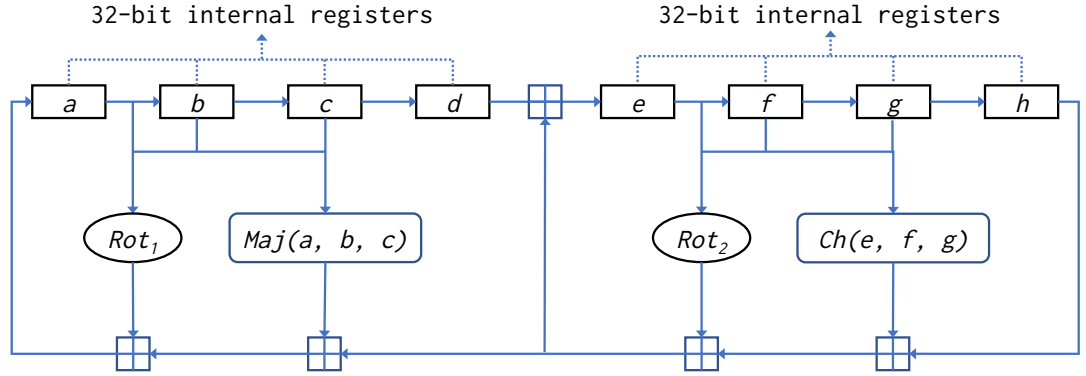 32-bit internal registers 32-bit internal registers
a b c d e f g h
Rot1 Maj(a, b, c) Rot2 Ch(e, f, g)